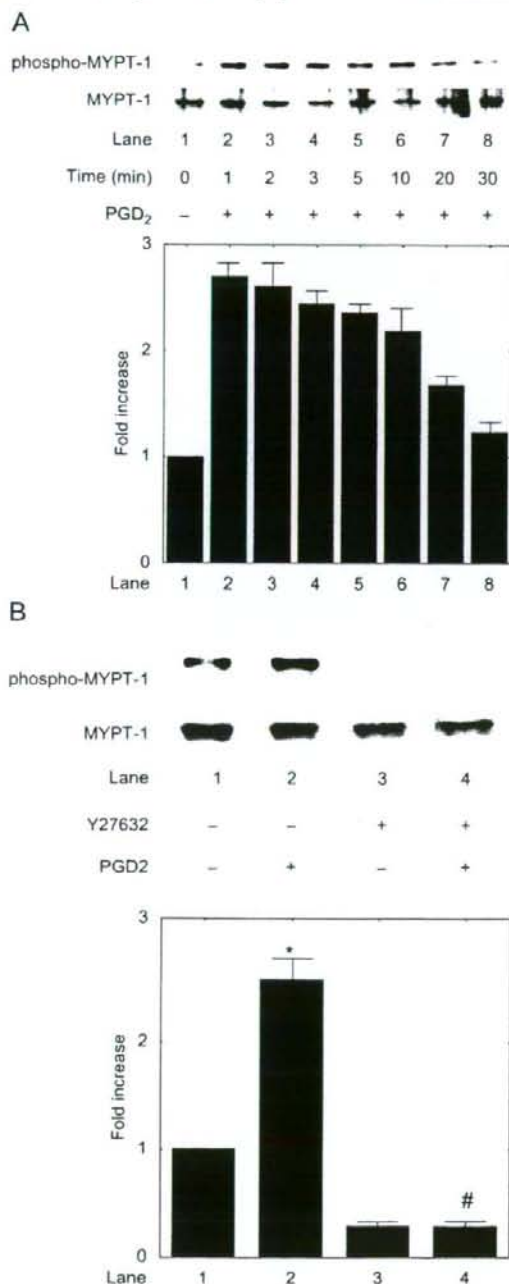 A
phospho-MYPT-1
MYPT-1
Lane 1 2 3 4 5 6 7 8
Time (min) 0 1 2 3 5 10 20 30
PGD2 – + + + + + + +
3
2
1
0
Fold increase
Lane 1 2 3 4 5 6 7 8
B
phospho-MYPT-1
MYPT-1
Lane 1 2 3 4
Y27632 – – + +
PGD2 – + – +
3
2
1
0
Fold increase
*
#
Lane 1 2 3 4